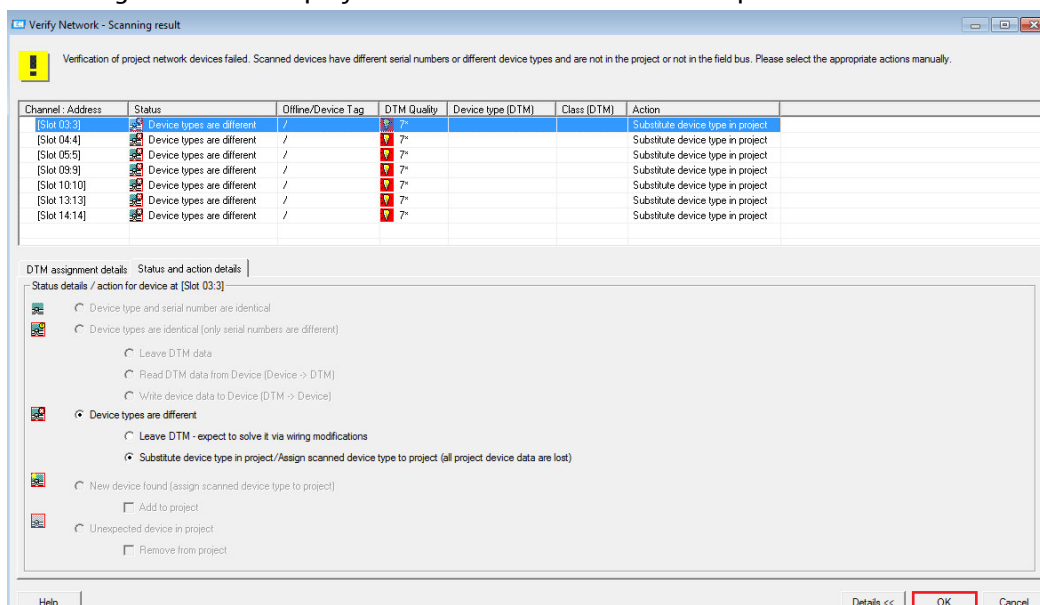 Verify Network - Scanning result
Verification of project network devices failed. Scanned devices have different serial numbers or different device types and are not in the project or not in the field bus. Please select the appropriate actions manually.
Channel : Address Status Offline/Device Tag DTM Quality Device type (DTM) Class (DTM) Action
[Slot 03:3] Device types are different / 7* Substitute device type in project
[Slot 04:4] Device types are different / 7* Substitute device type in project
[Slot 05:5] Device types are different / 7* Substitute device type in project
[Slot 09:9] Device types are different / 7* Substitute device type in project
[Slot 10:10] Device types are different / 7* Substitute device type in project
[Slot 13:13] Device types are different / 7* Substitute device type in project
[Slot 14:14] Device types are different / 7* Substitute device type in project
DTM assignment details Status and action details
Status details / action for device at [Slot 03:3]
Device type and serial number are identical
Device types are identical (only serial numbers are different)
Leave DTM data
Read DTM data from Device (Device -> DTM)
Write device data to Device (DTM -> Device)
Device types are different
Leave DTM - expect to solve it via wiring modifications
Substitute device type in project/Assign scanned device type to project (all project device data are lost)
New device found (assign scanned device type to project)
Add to project
Unexpected device in project
Remove from project
Help Details << OK Cancel